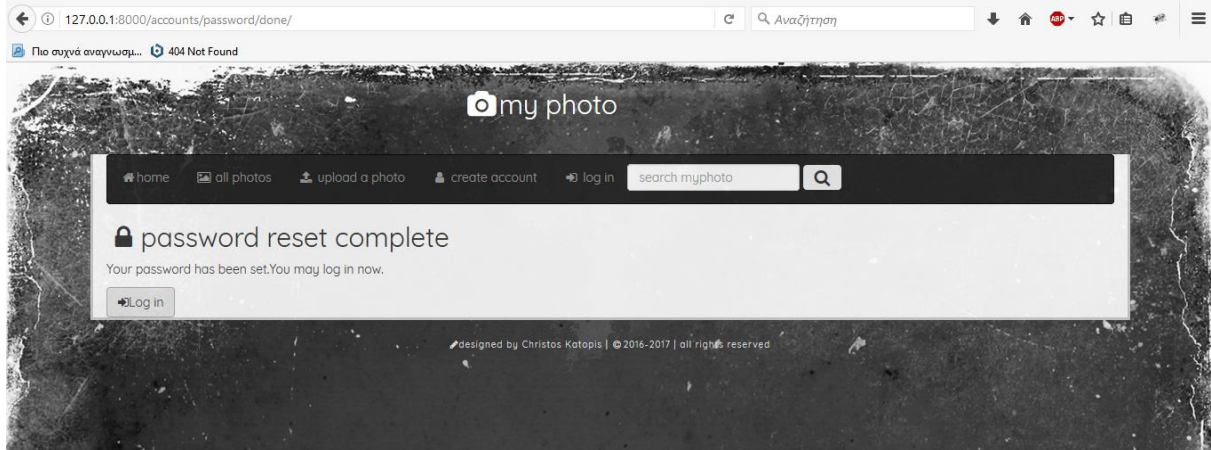 127.0.0.1:8000/accounts/password/done/
Αναζήτηση
ABP
Πιο συχνά αναγνωσμ... 404 Not Found
my photo
home all photos upload a photo create account log in search myphoto
password reset complete
Your password has been set.You may log in now.
Log in
designed by Christos Katopis | © 2016-2017 | all rights reserved